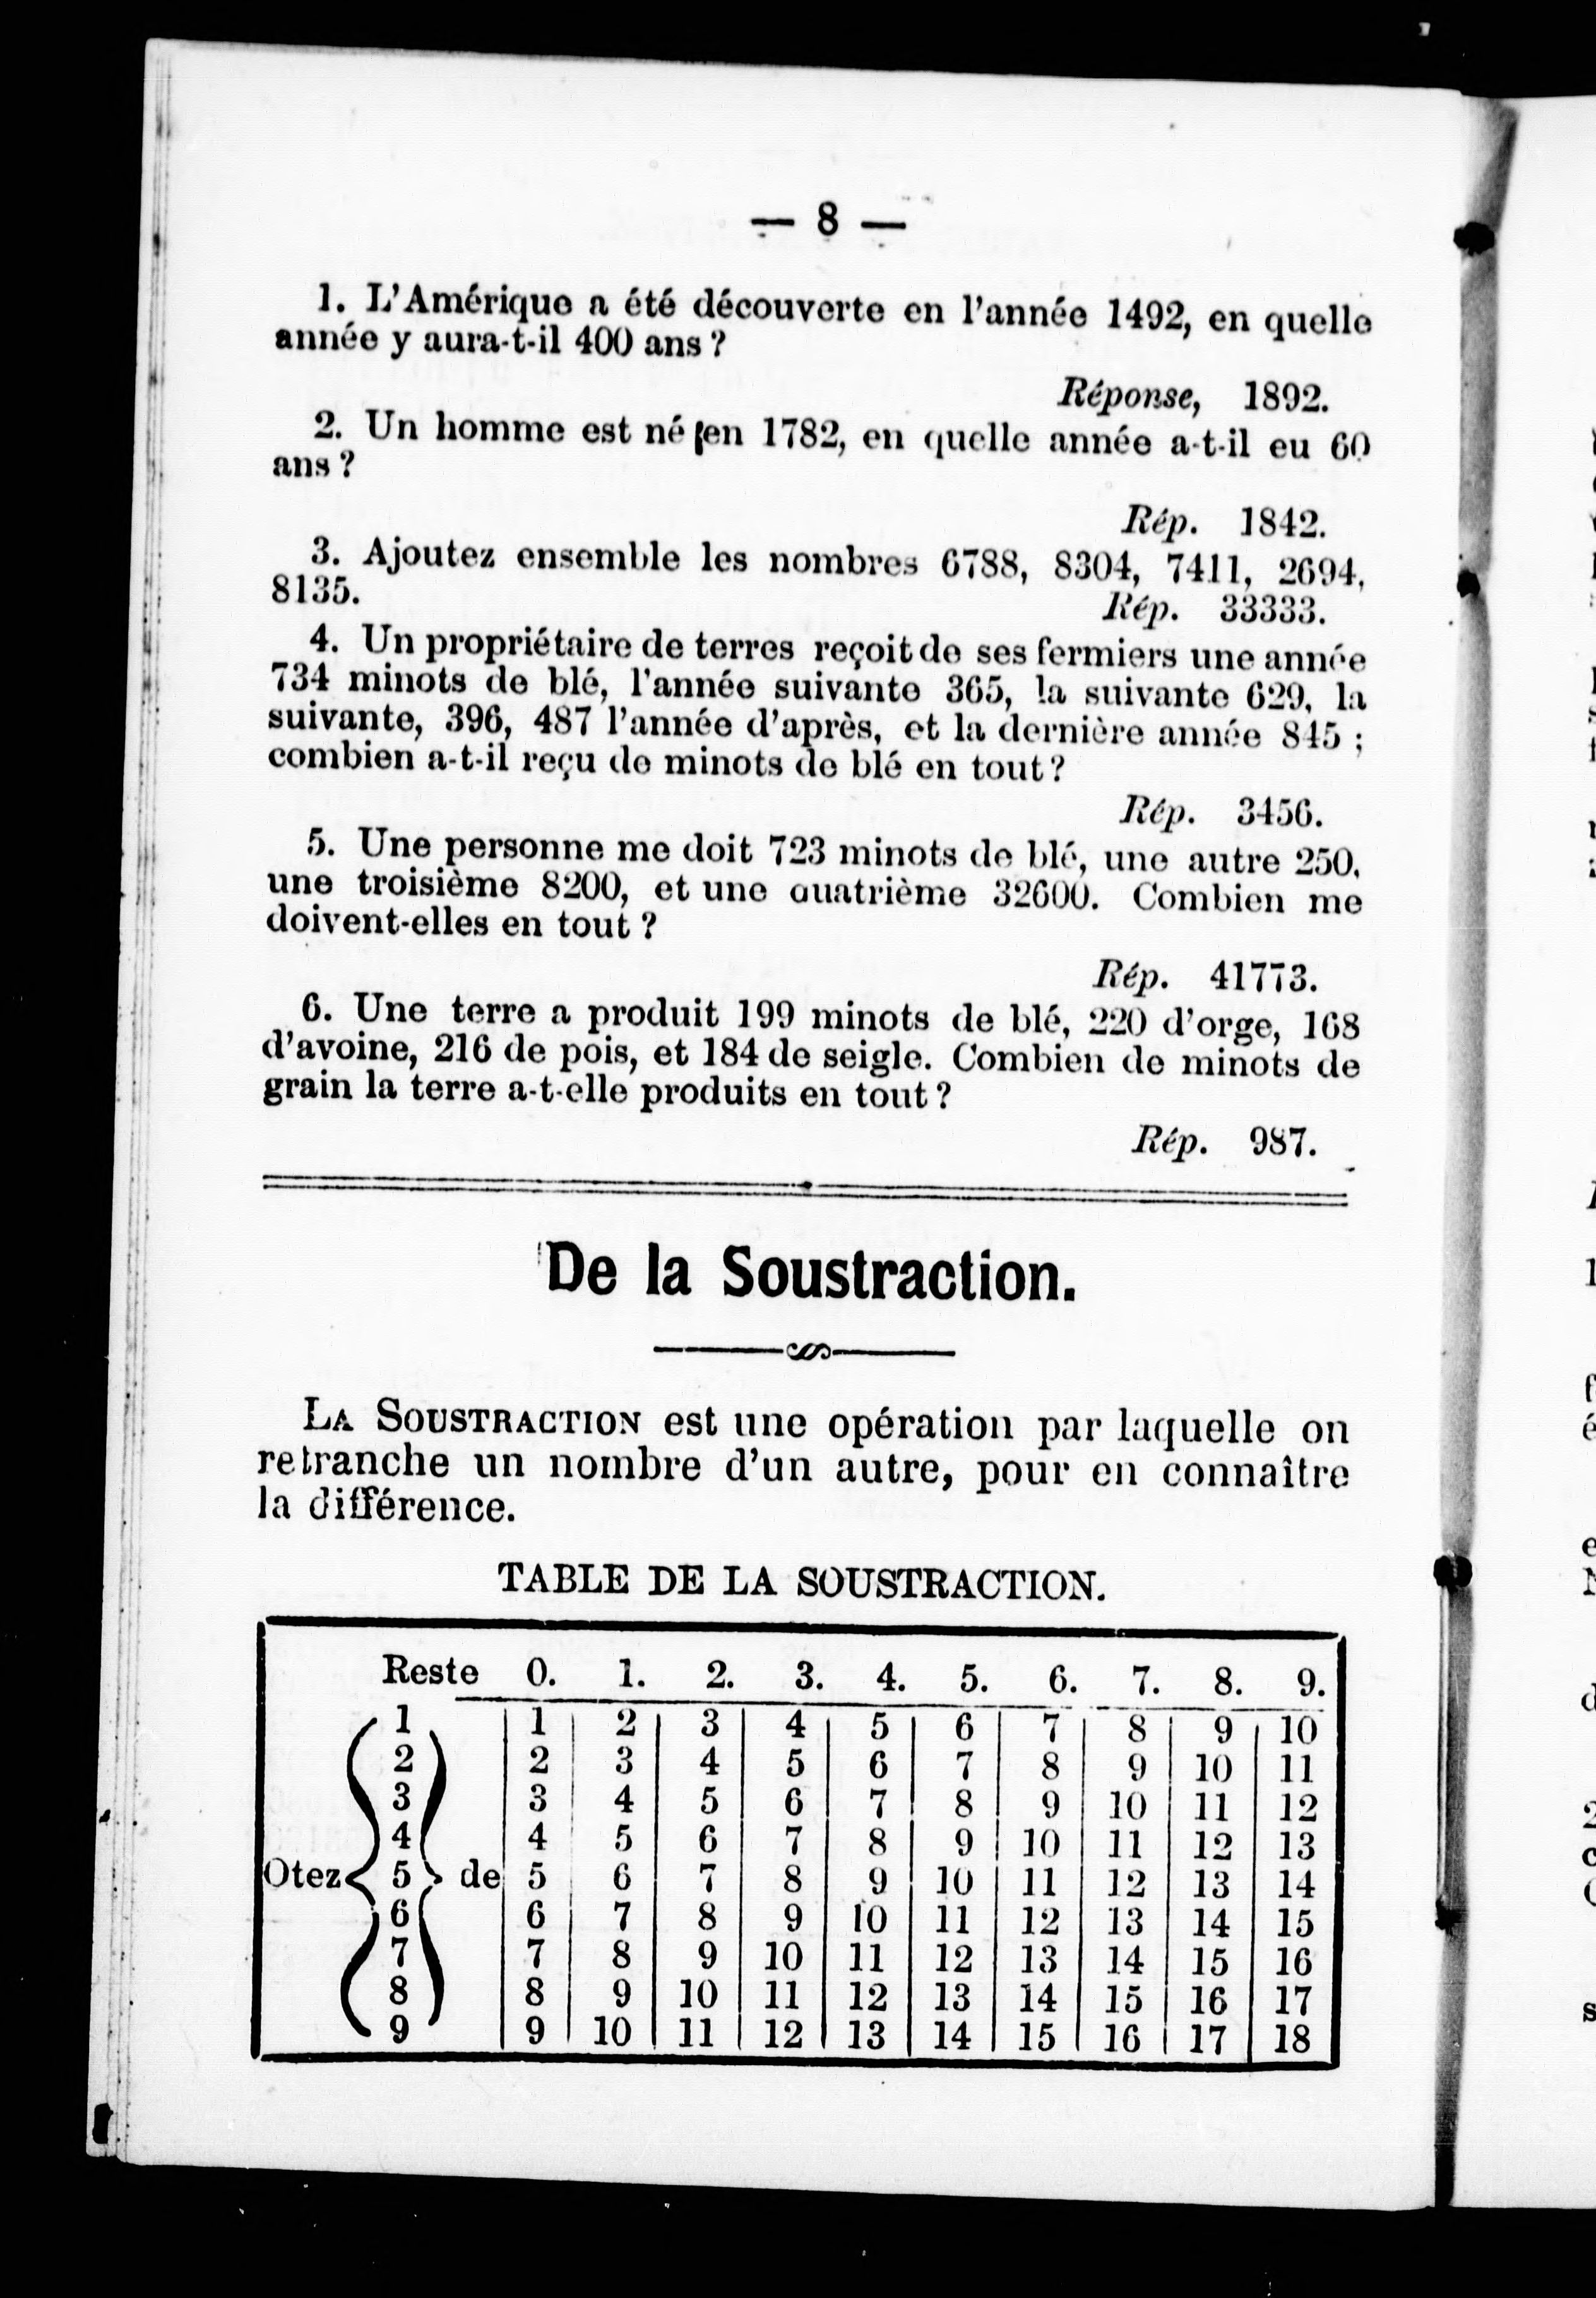 — 8 —
1. L'Amérique a été découverte en l'année 1492, en quelle
année y aura-t-il 400 ans ?
Réponse, 1892.
2. Un homme est né en 1782, en quelle année a-t-il eu 60
ans ?
Rép. 1842.
3. Ajoutez ensemble les nombres 6788, 8304, 7411, 2694,
8135.
Rép. 33333.
4. Un propriétaire de terres reçoit de ses fermiers une année
734 minots de blé, l'année suivante 365, la suivante 629, la
suivante, 396, 487 l'année d'après, et la dernière année 845 ;
combien a-t-il reçu de minots de blé en tout ?
Rép. 3456.
5. Une personne me doit 723 minots de blé, une autre 250,
une troisième 8200, et une quatrième 32600. Combien me
doivent-elles en tout ?
Rép. 41773.
6. Une terre a produit 199 minots de blé, 220 d'orge, 168
d'avoine, 216 de pois, et 184 de seigle. Combien de minots de
grain la terre a-t-elle produits en tout ?
Rép. 987.
De la Soustraction.
LA SOUSTRACTION est une opération par laquelle on
retranche un nombre d'un autre, pour en connaître
la différence.
TABLE DE LA SOUSTRACTION.
Reste 0. 1. 2. 3. 4. 5. 6. 7. 8. 9.
1 1 2 3 4 5 6 7 8 9 10
2 2 3 4 5 6 7 8 9 10 11
3 3 4 5 6 7 8 9 10 11 12
4 4 5 6 7 8 9 10 11 12 13
Otez 5 de 5 6 7 8 9 10 11 12 13 14
6 6 7 8 9 10 11 12 13 14 15
7 7 8 9 10 11 12 13 14 15 16
8 8 9 10 11 12 13 14 15 16 17
9 9 10 11 12 13 14 15 16 17 18